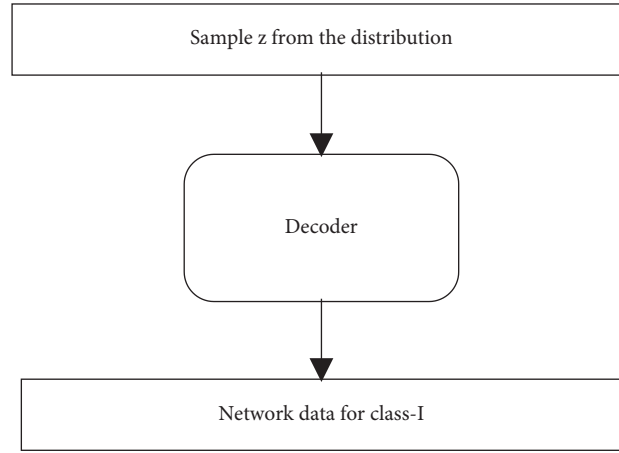 Sample z from the distribution
Decoder
Network data for class-I